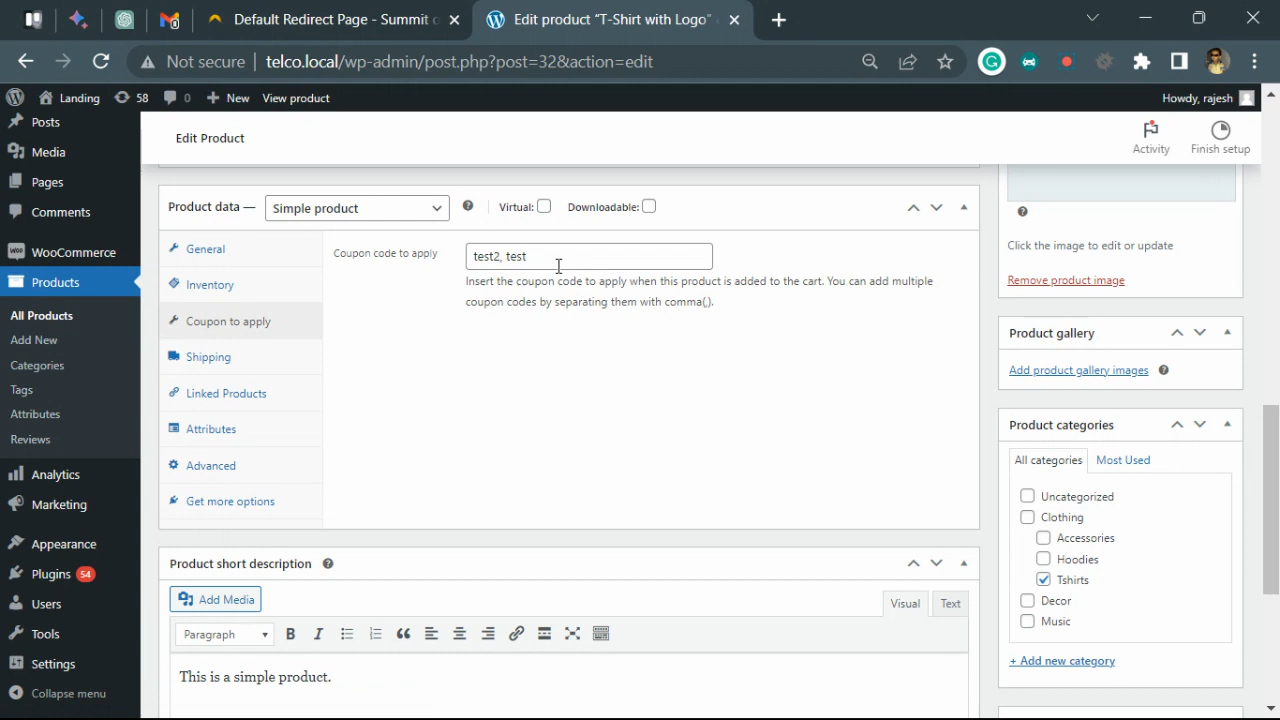 Default Redirect Page - Summit
Edit product “T-Shirt with Logo”
Not secure telco.local/wp-admin/post.php?post=32&action=edit
Landing 58 0 New View product Howdy, rajesh
Posts
Media
Pages
Comments
WooCommerce
Products
All Products
Add New
Categories
Tags
Attributes
Reviews
Analytics
Marketing
Appearance
Plugins 54
Users
Tools
Settings
Collapse menu
Edit Product
Activity
Finish setup
Product data — Simple product Virtual: Downloadable:
General
Inventory
Coupon to apply
Shipping
Linked Products
Attributes
Advanced
Get more options
Coupon code to apply test2, test
Insert the coupon code to apply when this product is added to the cart. You can add multiple
coupon codes by separating them with comma(,).
Product short description
Add Media
Visual Text
Paragraph
This is a simple product.
Click the image to edit or update
Remove product image
Product gallery
Add product gallery images
Product categories
All categories Most Used
Uncategorized
Clothing
Accessories
Hoodies
Tshirts
Decor
Music
+ Add new category